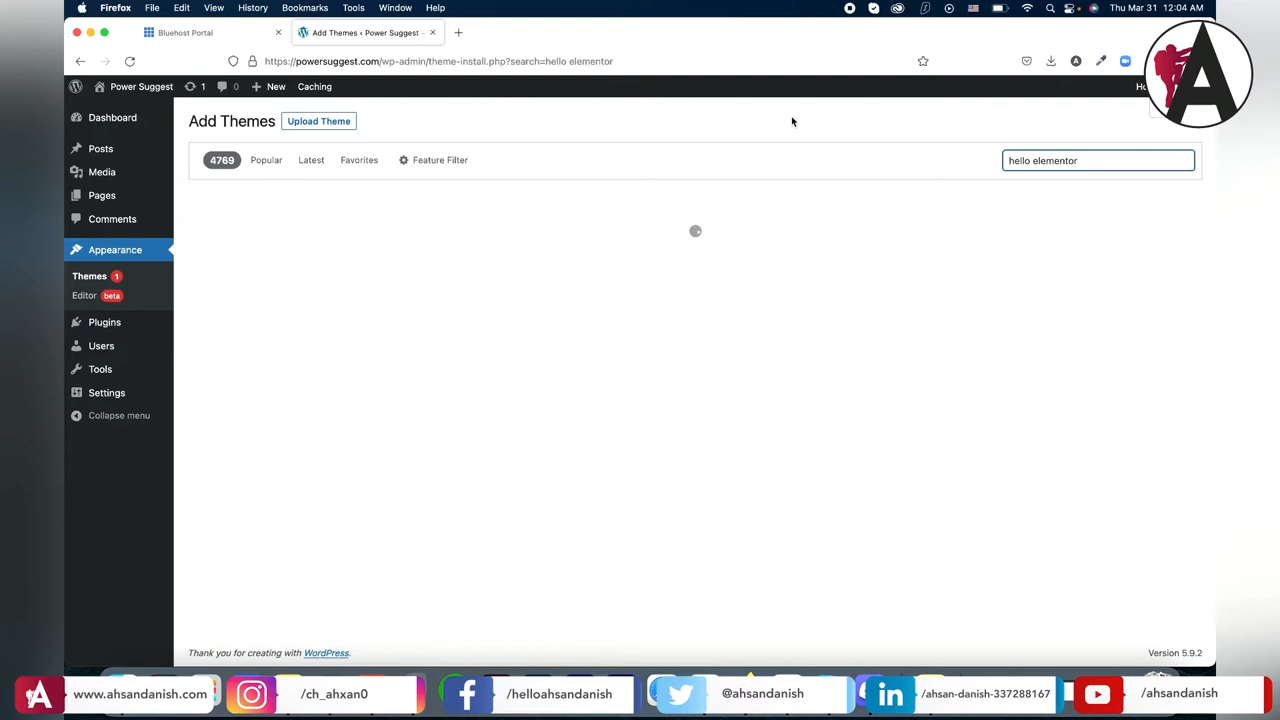 Firefox File Edit View History Bookmarks Tools Window Help Thu Mar 31 12:04 AM
Bluehost Portal Add Themes ‹ Power Suggest —
https://powersuggest.com/wp-admin/theme-install.php?search=hello elementor
Power Suggest 1 0 New Caching
Dashboard
Posts
Media
Pages
Comments
Appearance
Themes 1
Editor beta
Plugins
Users
Tools
Settings
Collapse menu
Add Themes Upload Theme
4769 Popular Latest Favorites Feature Filter hello elementor
Thank you for creating with WordPress.
Version 5.9.2
www.ahsandanish.com /ch_ahxan0 /helloahsandanish @ahsandanish /ahsan-danish-337288167 /ahsandanish